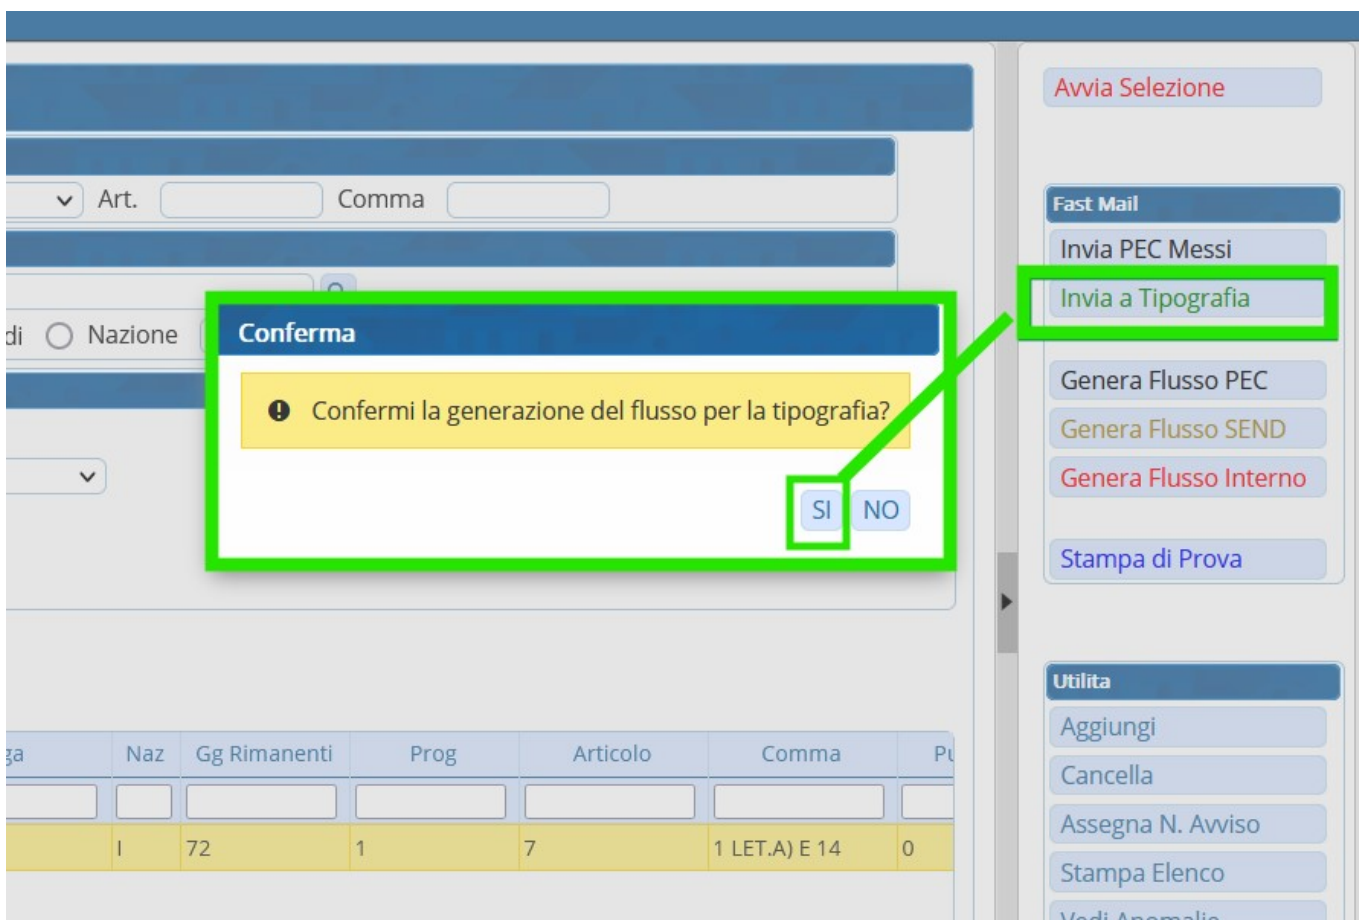 Avvia Selezione
Art.
Comma
Fast Mail
Invia PEC Messi
Invia a Tipografia
di
Nazione
Conferma
Confermi la generazione del flusso per la tipografia?
SI
NO
Genera Flusso PEC
Genera Flusso SEND
Genera Flusso Interno
Stampa di Prova
Utilita
Aggiungi
Cancella
Assegna N. Avviso
Stampa Elenco
Vedi Anomalie
Naz Gg Rimanenti Prog Articolo Comma
I 72 1 7 1 LET.A) E 14 0